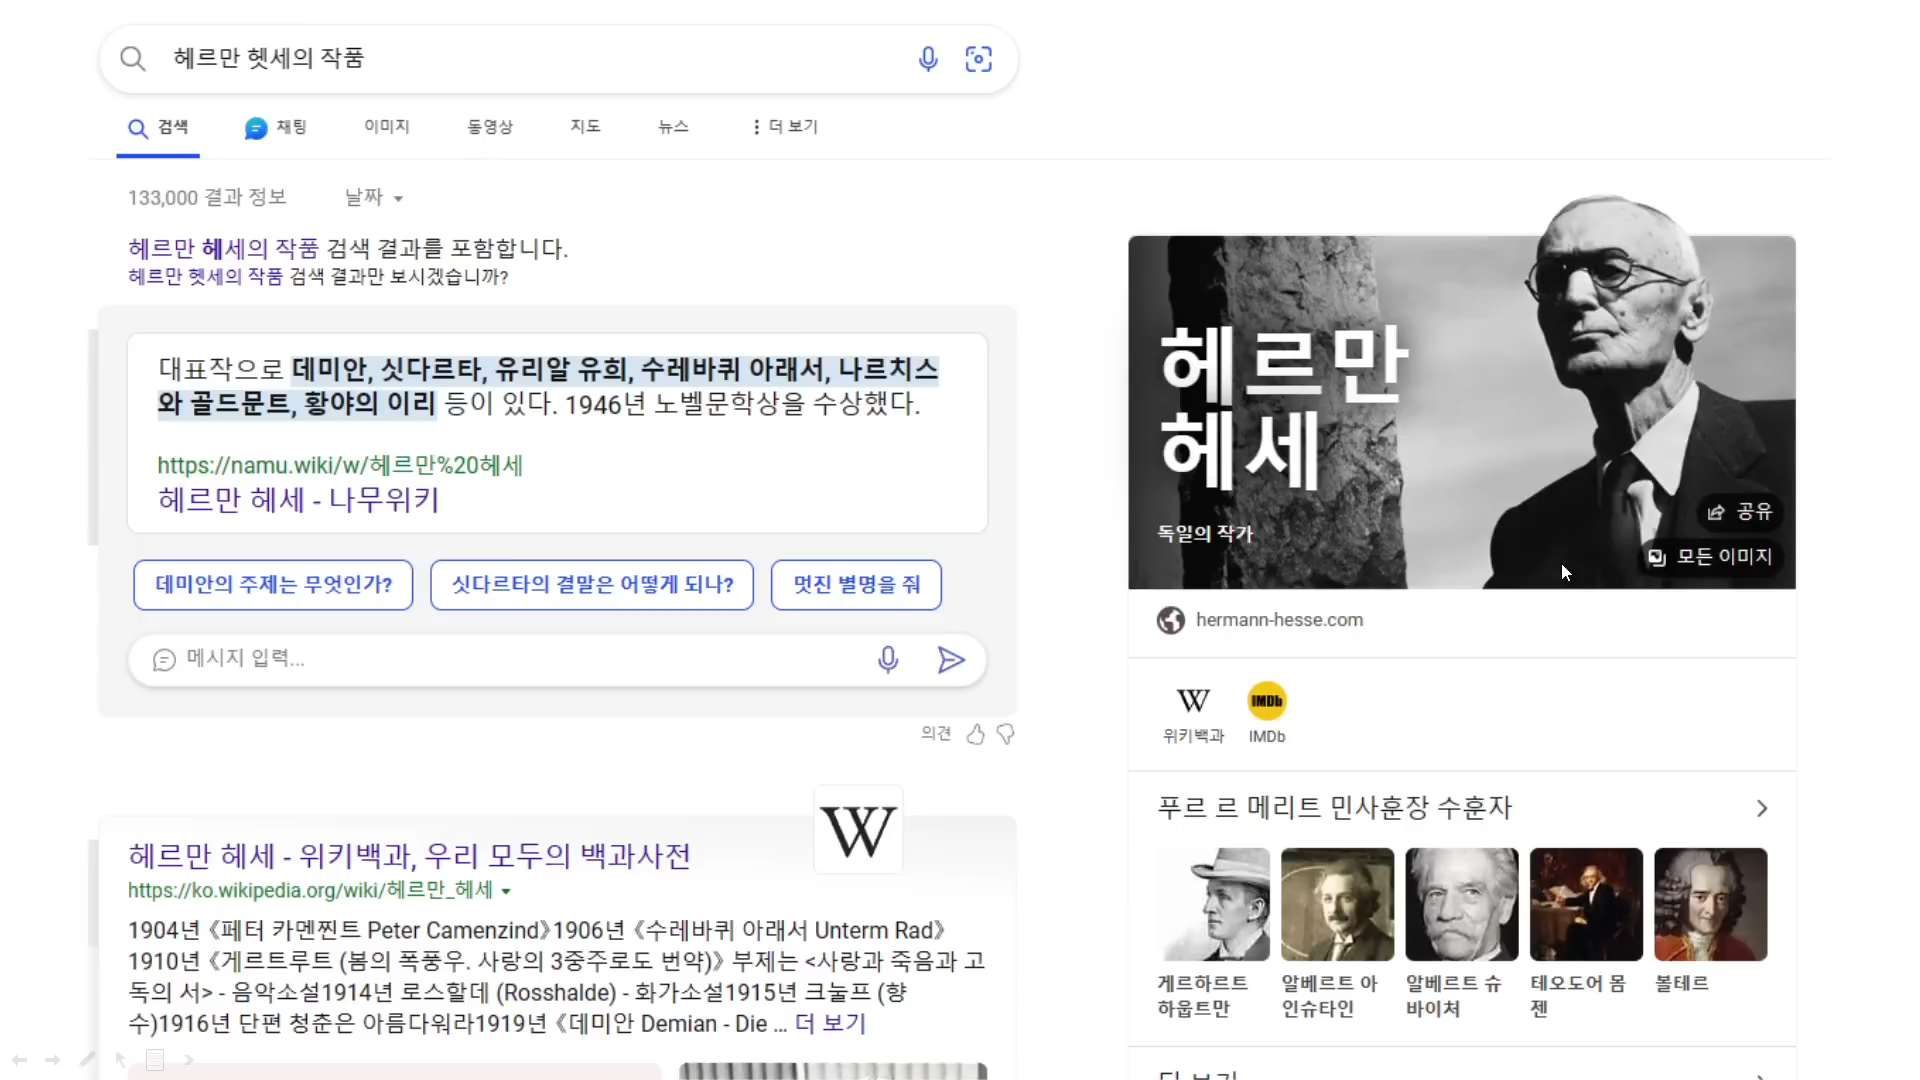 헤르만 헷세의 작품
검색
채팅
이미지
동영상
지도
뉴스
더 보기
133,000 결과 정보
날짜
헤르만 헤세의 작품 검색 결과를 포함합니다.
헤르만 헷세의 작품 검색 결과만 보시겠습니까?
대표작으로 데미안, 싯다르타, 유리알 유희, 수레바퀴 아래서, 나르치스
와 골드문트, 황야의 이리 등이 있다. 1946년 노벨문학상을 수상했다.
https://namu.wiki/w/헤르만%20헤세
헤르만 헤세 - 나무위키
데미안의 주제는 무엇인가?
싯다르타의 결말은 어떻게 되나?
멋진 별명을 줘
메시지 입력...
의견
W
헤르만 헤세 - 위키백과, 우리 모두의 백과사전
https://ko.wikipedia.org/wiki/헤르만_헤세
1904년 《페터 카멘찐트 Peter Camenzind》1906년 《수레바퀴 아래서 Unterm Rad》
1910년 《게르트루트 (봄의 폭풍우. 사랑의 3중주로도 번약)》 부제는 <사랑과 죽음과 고
독의 서> - 음악소설1914년 로스할데 (Rosshalde) - 화가소설1915년 크눌프 (향
수)1916년 단편 청춘은 아름다워라1919년 《데미안 Demian - Die ... 더 보기
헤르만
헤세
독일의 작가
공유
모든 이미지
hermann-hesse.com
W
위키백과
IMDb
IMDb
푸르 르 메리트 민사훈장 수훈자
게르하르트
하웁트만
알베르트 아
인슈타인
알베르트 슈
바이처
테오도어 몸
젠
볼테르